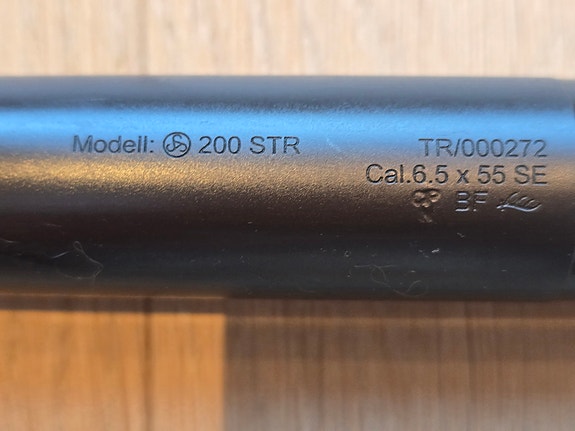 Modell: 200 STR
TR/000272
Cal.6.5 x 55 SE
BF